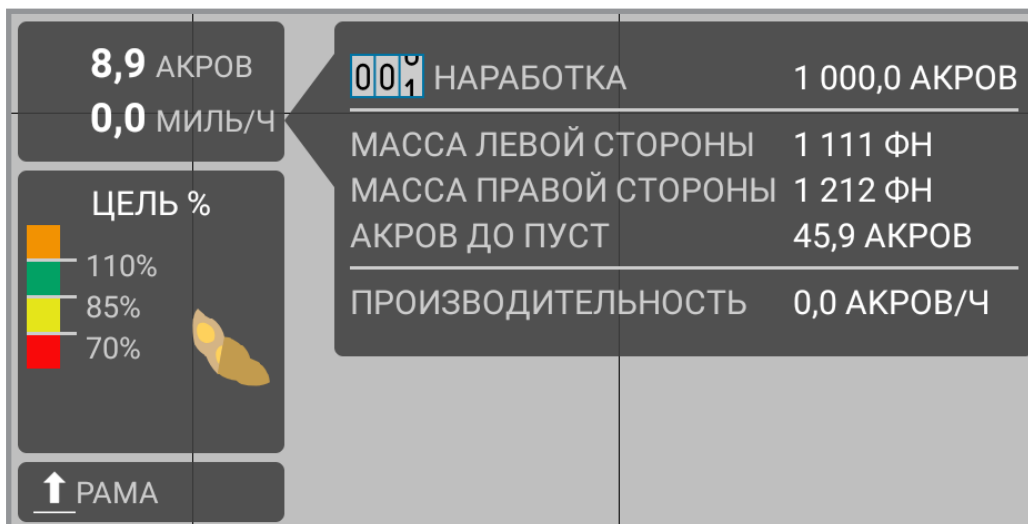 8,9 АКРОВ
0,0 МИЛЬ/Ч
ЦЕЛЬ %
110%
85%
70%
РАМА
001 НАРАБОТКА 1 000,0 АКРОВ
МАССА ЛЕВОЙ СТОРОНЫ 1 111 ФН
МАССА ПРАВОЙ СТОРОНЫ 1 212 ФН
АКРОВ ДО ПУСТ 45,9 АКРОВ
ПРОИЗВОДИТЕЛЬНОСТЬ 0,0 АКРОВ/Ч